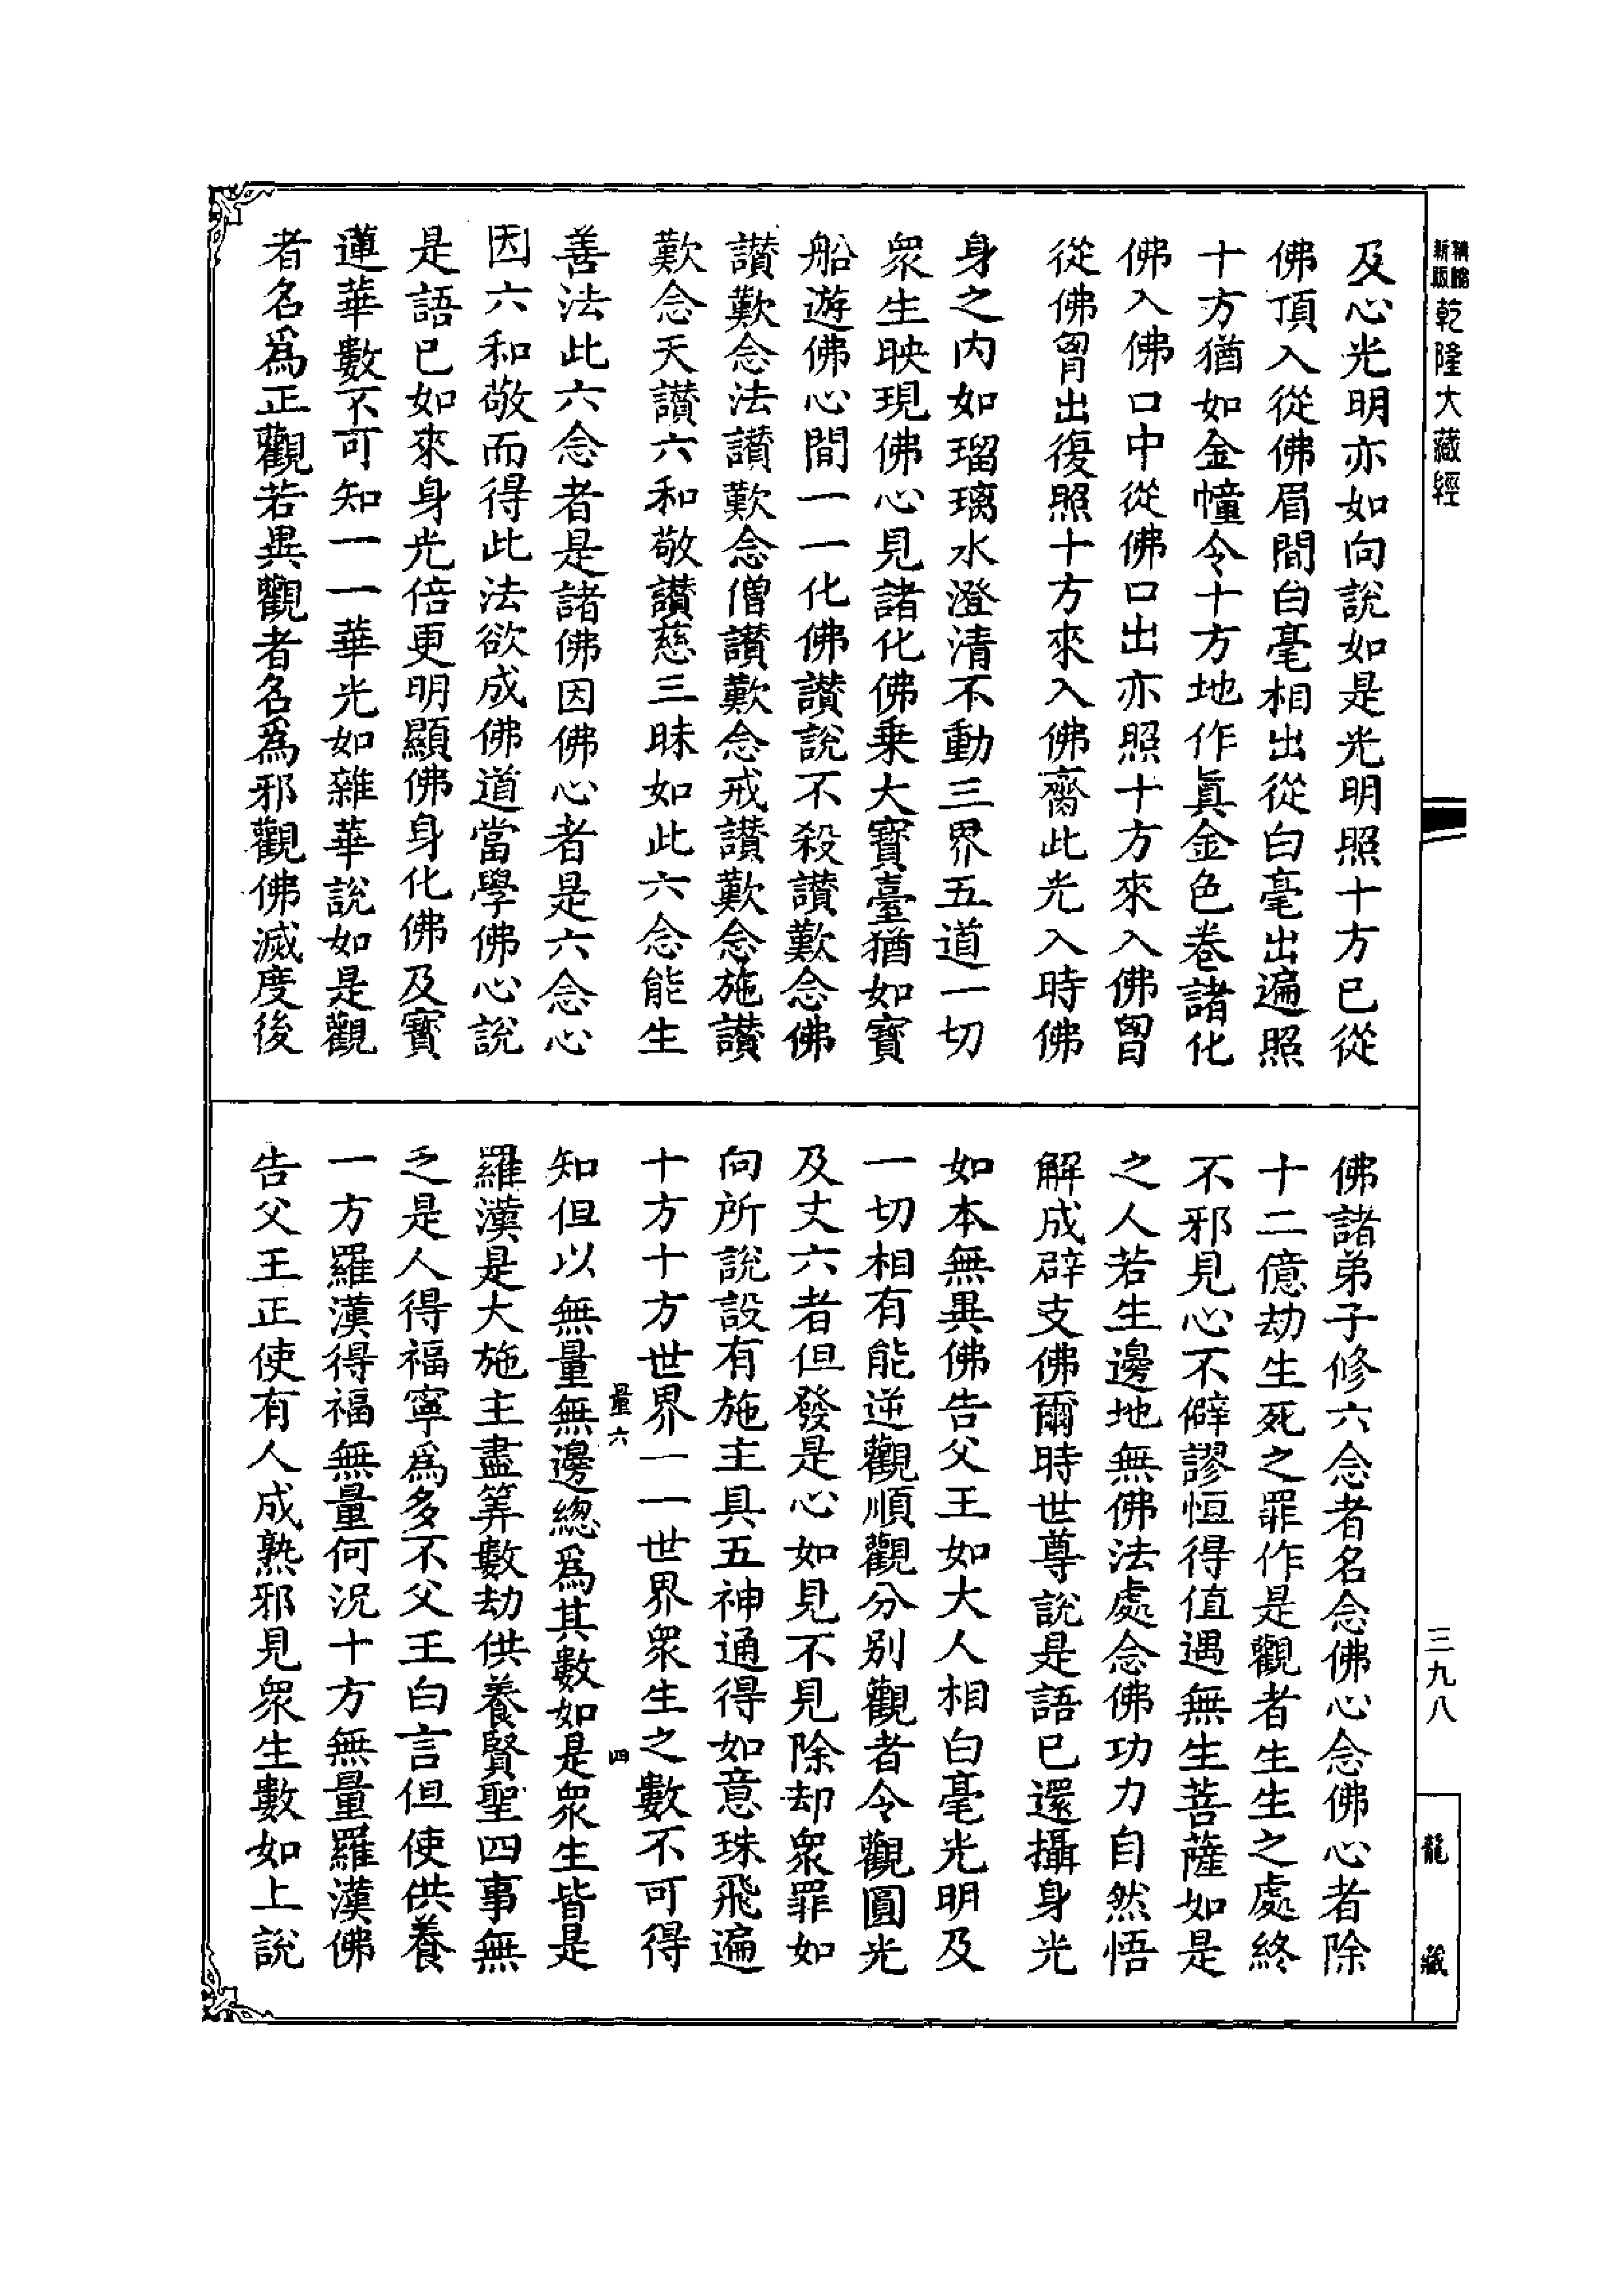 精縮新版乾隆大藏經
及心光明亦如向說如是光明照十方已從
佛頂入從佛眉間白毫相出從白毫出遍照
十方猶如金幢令十方地作眞金色卷諸化
佛入佛口中從佛口出亦照十方來入佛胷
從佛胷出復照十方來入佛齎此光入時佛
身之内如瑠璃水澄清不動三界五道一切
衆生映現佛心見諸化佛乗大寶臺猶如寶
船遊佛心間一一化佛讃說不殺讃歎念佛
讃歎念法讃歎念僧讃歎念戒讃歎念施讃
歎念天讃六和敬讃慈三昧如此六念能生
善法此六念者是諸佛因佛心者是六念心
因六和敬而得此法欲成佛道當學佛心說
是語已如來身光倍更明顯佛身化佛及寶
蓮華數不可知一一華光如雜華說如是觀
者名爲正觀若異觀者名爲邪觀佛滅度後
佛諸弟子修六念者名念佛心念佛心者除
十二億劫生死之罪作是觀者生生之處終
不邪見心不僻謬恒得值遇無生菩薩如是
之人若生邊地無佛法處念佛功力自然悟
解成辟支佛爾時世尊說是語已還攝身光
如本無異佛告父王如大人相白毫光明及
一切相有能逆觀順觀分别觀者令觀圓光
及丈六者但發是心如見不見除却衆罪如
向所說設有施主具五神通得如意珠飛遍
十方十方世界一一世界衆生之數不可得
量六 四
知但以無量無邊總爲其數如是衆生皆是
羅漢是大施主盡筭數劫供養賢聖四事無
乏是人得福寧爲多不父王白言但使供養
一方羅漢得福無量何況十方無量羅漢佛
告父王正使有人成熟邪見衆生數如上說
三九八
龍藏